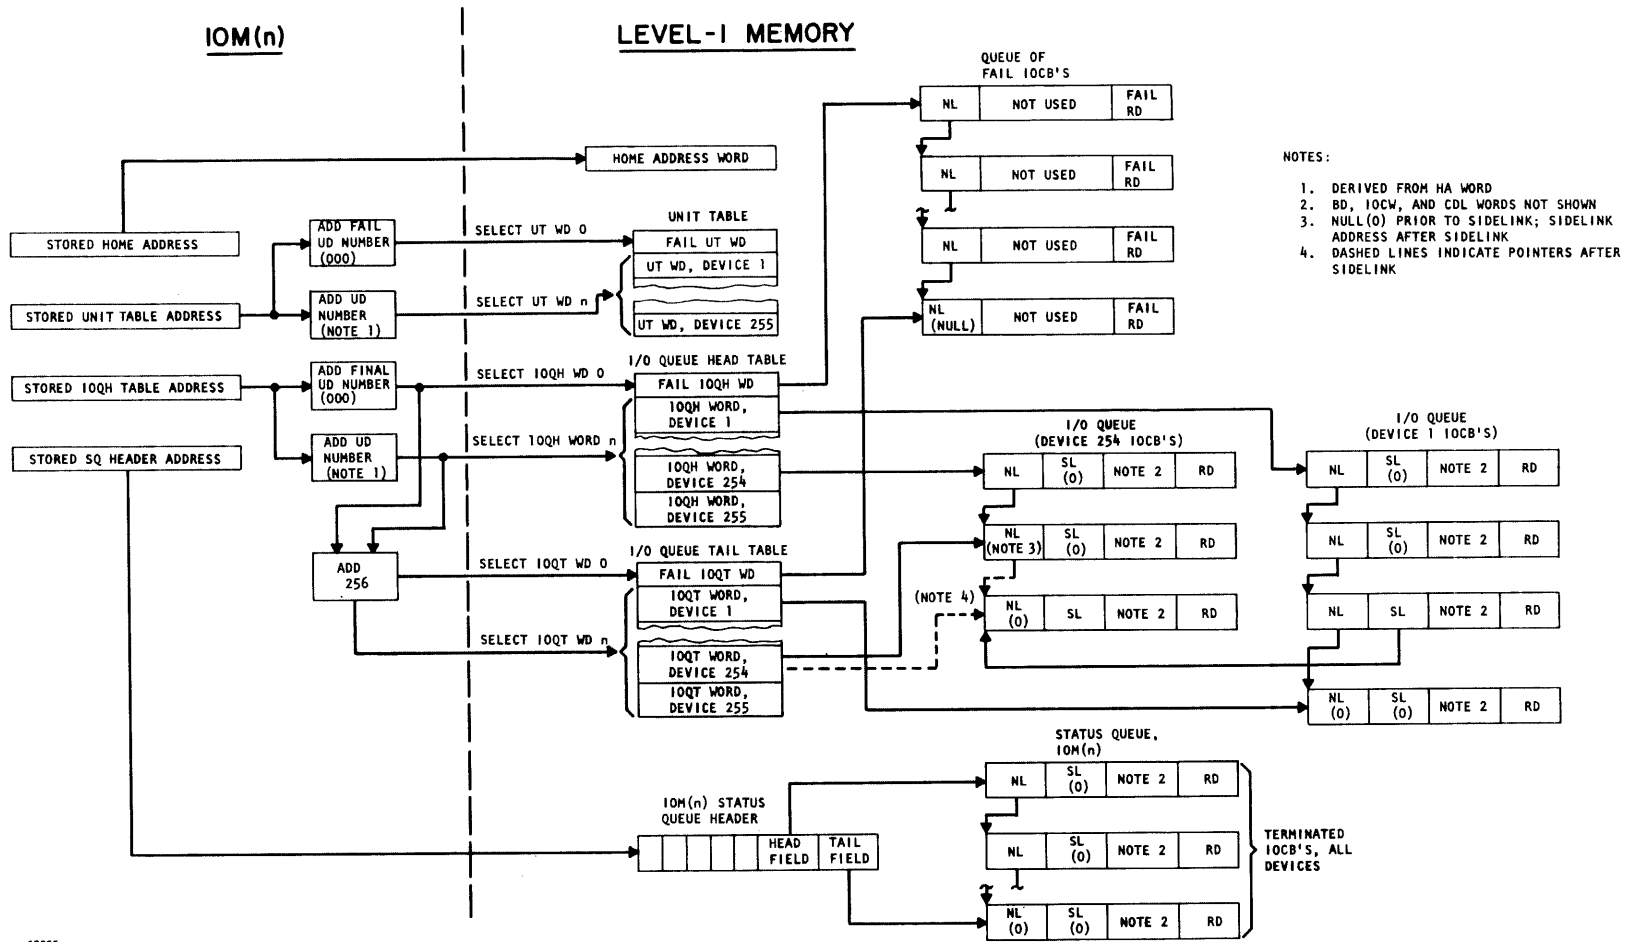 IOM(n)
LEVEL-1 MEMORY
QUEUE OF
FAIL IOCB'S
NL
NOT USED
FAIL
RD
HOME ADDRESS WORD
NL
NOT USED
FAIL
RD
NOTES:
1. DERIVED FROM HA WORD
2. BD, IOCW, AND CDL WORDS NOT SHOWN
3. NULL(0) PRIOR TO SIDELINK; SIDELINK
ADDRESS AFTER SIDELINK
4. DASHED LINES INDICATE POINTERS AFTER
SIDELINK
STORED HOME ADDRESS
ADD FAIL
UD NUMBER
(000)
SELECT UT WD 0
UNIT TABLE
FAIL UT WD
UT WD, DEVICE 1
UT WD, DEVICE 255
NL
NOT USED
FAIL
RD
STORED UNIT TABLE ADDRESS
ADD UD
NUMBER
(NOTE 1)
SELECT UT WD n
NL
(NULL)
NOT USED
FAIL
RD
STORED IOQH TABLE ADDRESS
ADD FINAL
UD NUMBER
(000)
SELECT IOQH WD 0
I/O QUEUE HEAD TABLE
FAIL IOQH WD
IOQH WORD,
DEVICE 1
IOQH WORD,
DEVICE 254
IOQH WORD,
DEVICE 255
STORED SQ HEADER ADDRESS
ADD UD
NUMBER
(NOTE 1)
SELECT IOQH WORD n
I/O QUEUE
(DEVICE 254 IOCB'S)
NL
SL
(0)
NOTE 2
RD
NL
(NOTE 3)
SL
(0)
NOTE 2
RD
(NOTE 4)
NL
(0)
SL
NOTE 2
RD
I/O QUEUE
(DEVICE 1 IOCB'S)
NL
SL
(0)
NOTE 2
RD
NL
SL
(0)
NOTE 2
RD
NL
SL
NOTE 2
RD
NL
(0)
SL
(0)
NOTE 2
RD
ADD
256
SELECT IOQT WD 0
I/O QUEUE TAIL TABLE
FAIL IOQT WD
IOQT WORD,
DEVICE 1
SELECT IOQT WD n
IOQT WORD,
DEVICE 254
IOQT WORD,
DEVICE 255
STATUS QUEUE,
IOM(n)
NL
SL
(0)
NOTE 2
RD
IOM(n) STATUS
QUEUE HEADER
HEAD
FIELD
TAIL
FIELD
NL
SL
(0)
NOTE 2
RD
NL
(0)
SL
(0)
NOTE 2
RD
TERMINATED
IOCB'S, ALL
DEVICES